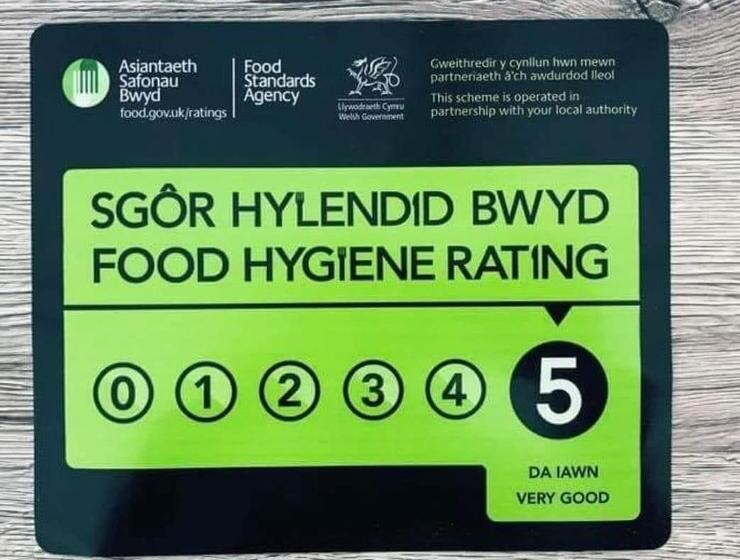 Asiantaeth
Safonau
Bwyd
food.gov.uk/ratings
Food
Standards
Agency
Llywodraeth Cymru
Welsh Government
Gweithredir y cynllun hwn mewn
partneriaeth â'ch awdurdod lleol
This scheme is operated in
partnership with your local authority
SGÔR HYLENDID BWYD
FOOD HYGIENE RATING
0 1 2 3 4 5
DA IAWN
VERY GOOD